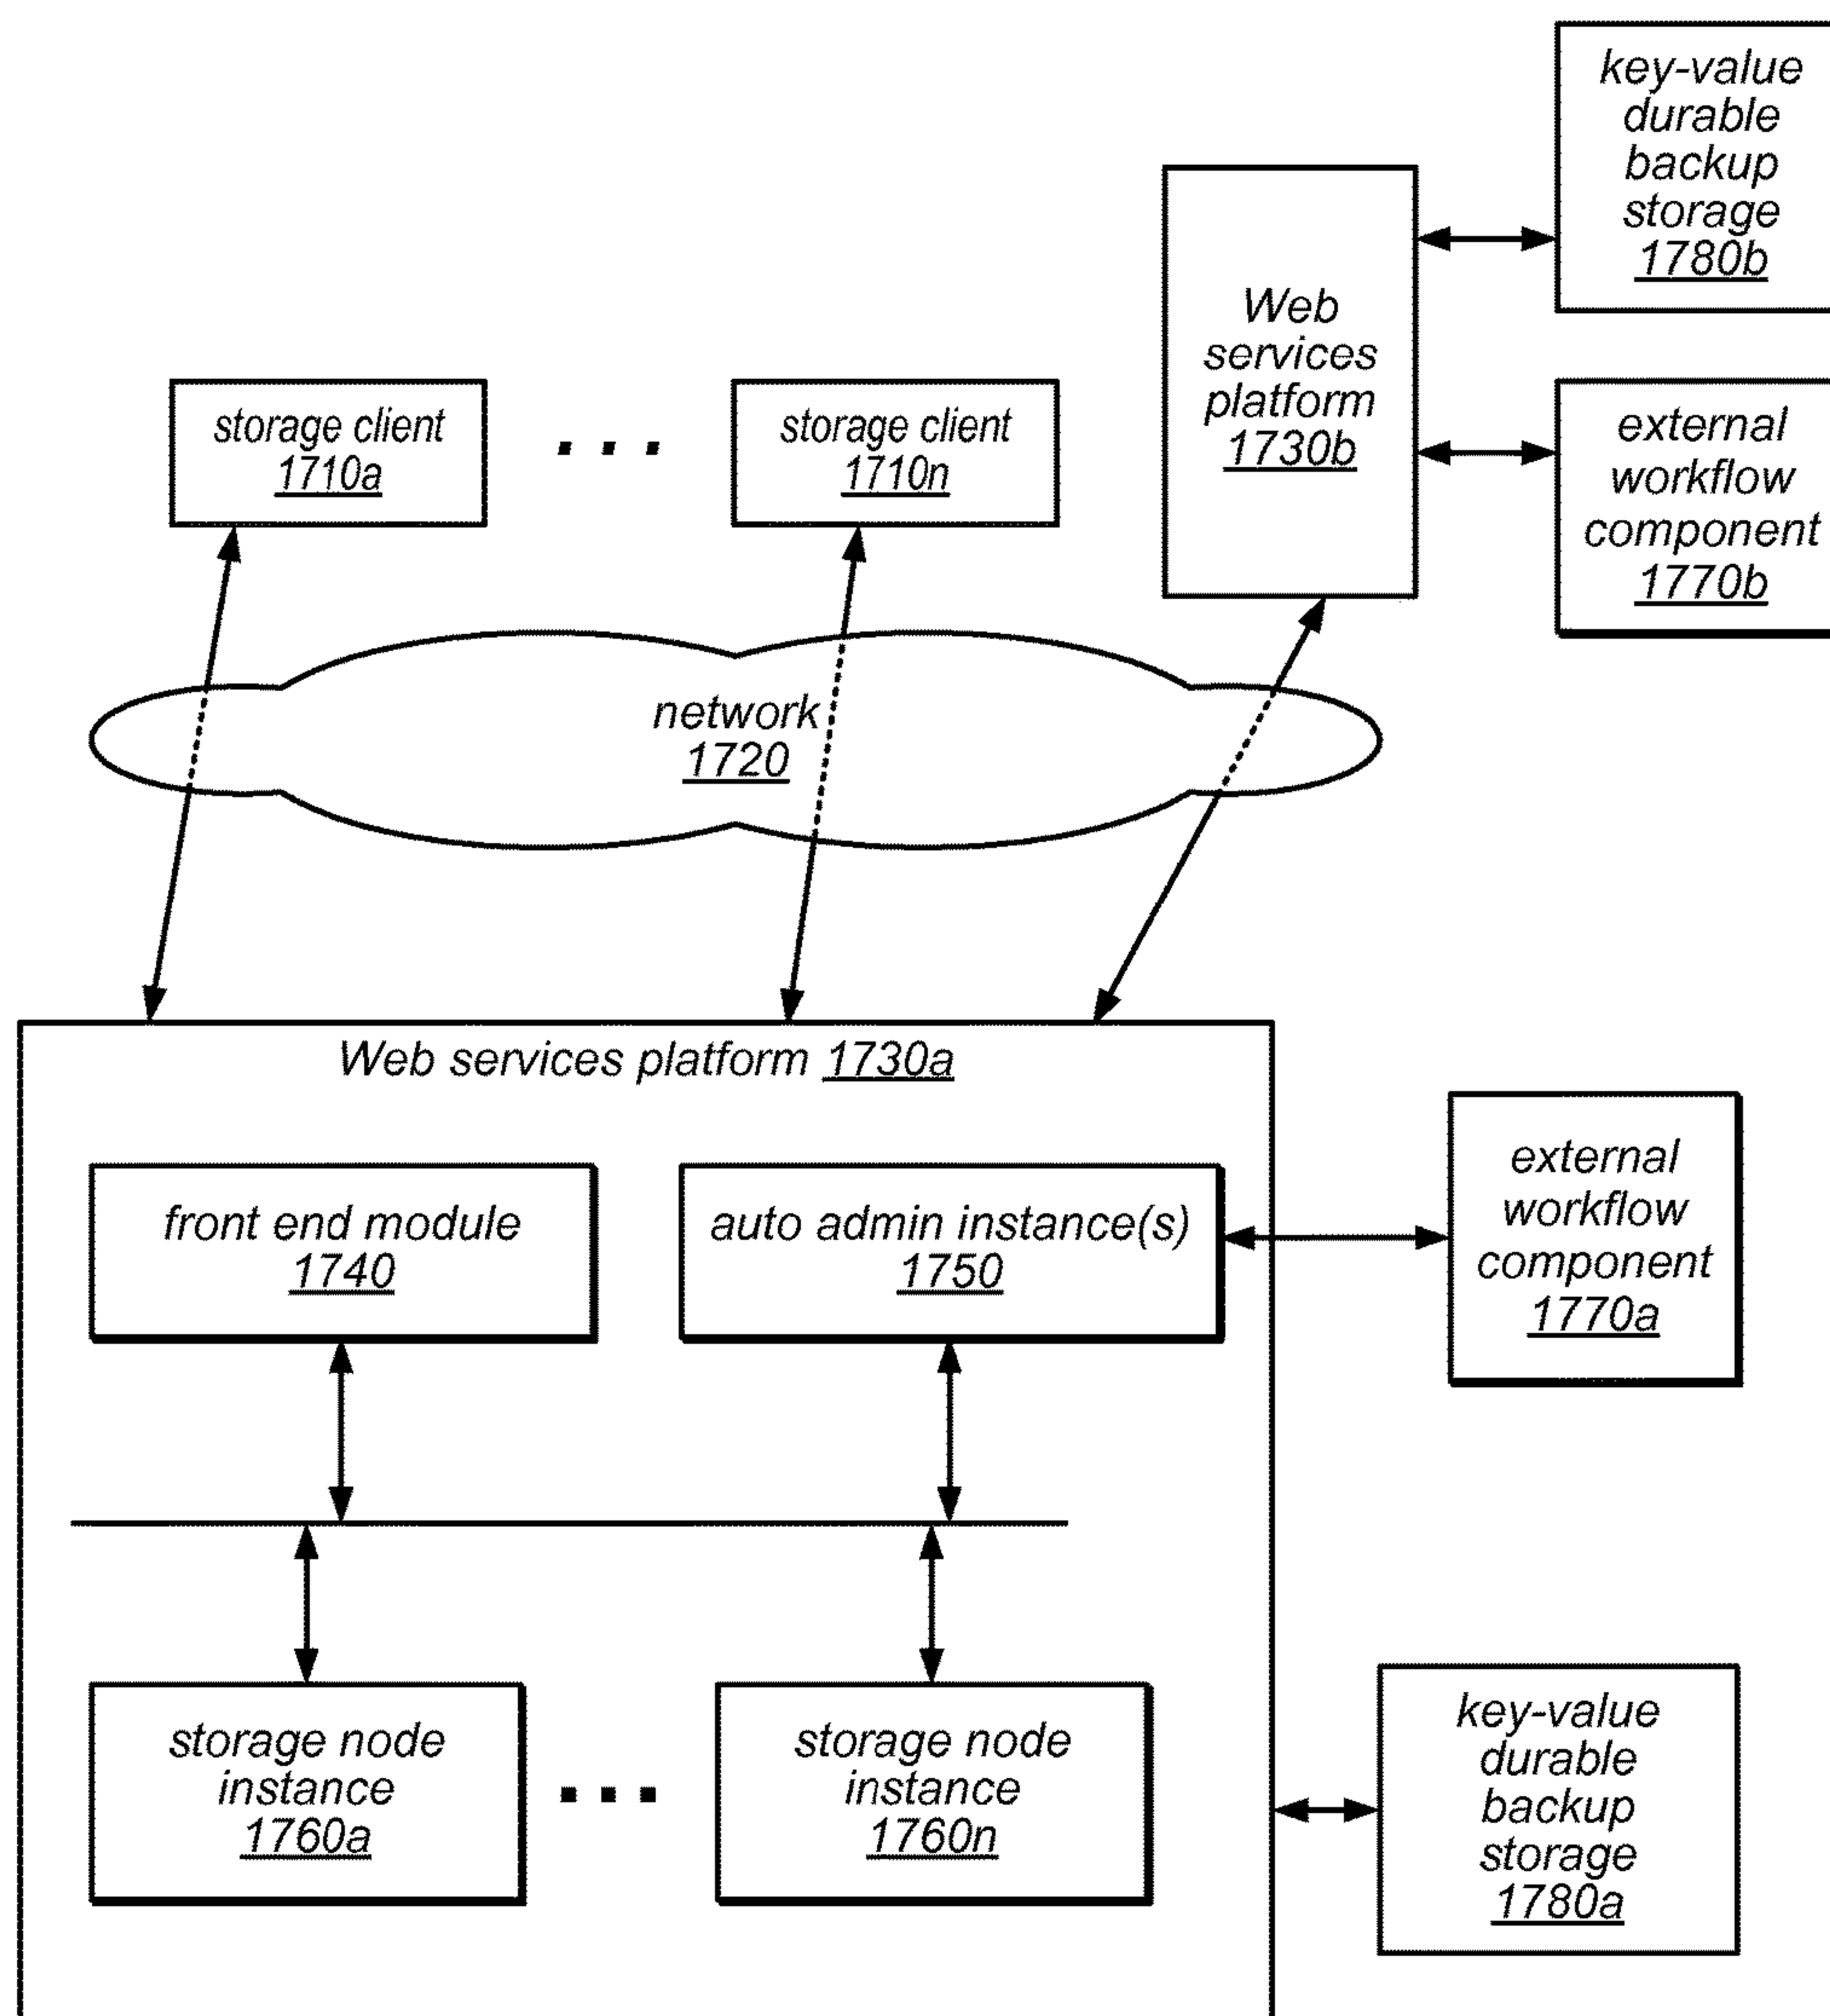 key-value
durable
backup
storage
1780b
Web
services
platform
1730b
external
workflow
component
1770b
storage client
1710a
. . .
storage client
1710n
network
1720
Web services platform 1730a
front end module
1740
auto admin instance(s)
1750
external
workflow
component
1770a
storage node
instance
1760a
...
storage node
instance
1760n
key-value
durable
backup
storage
1780a